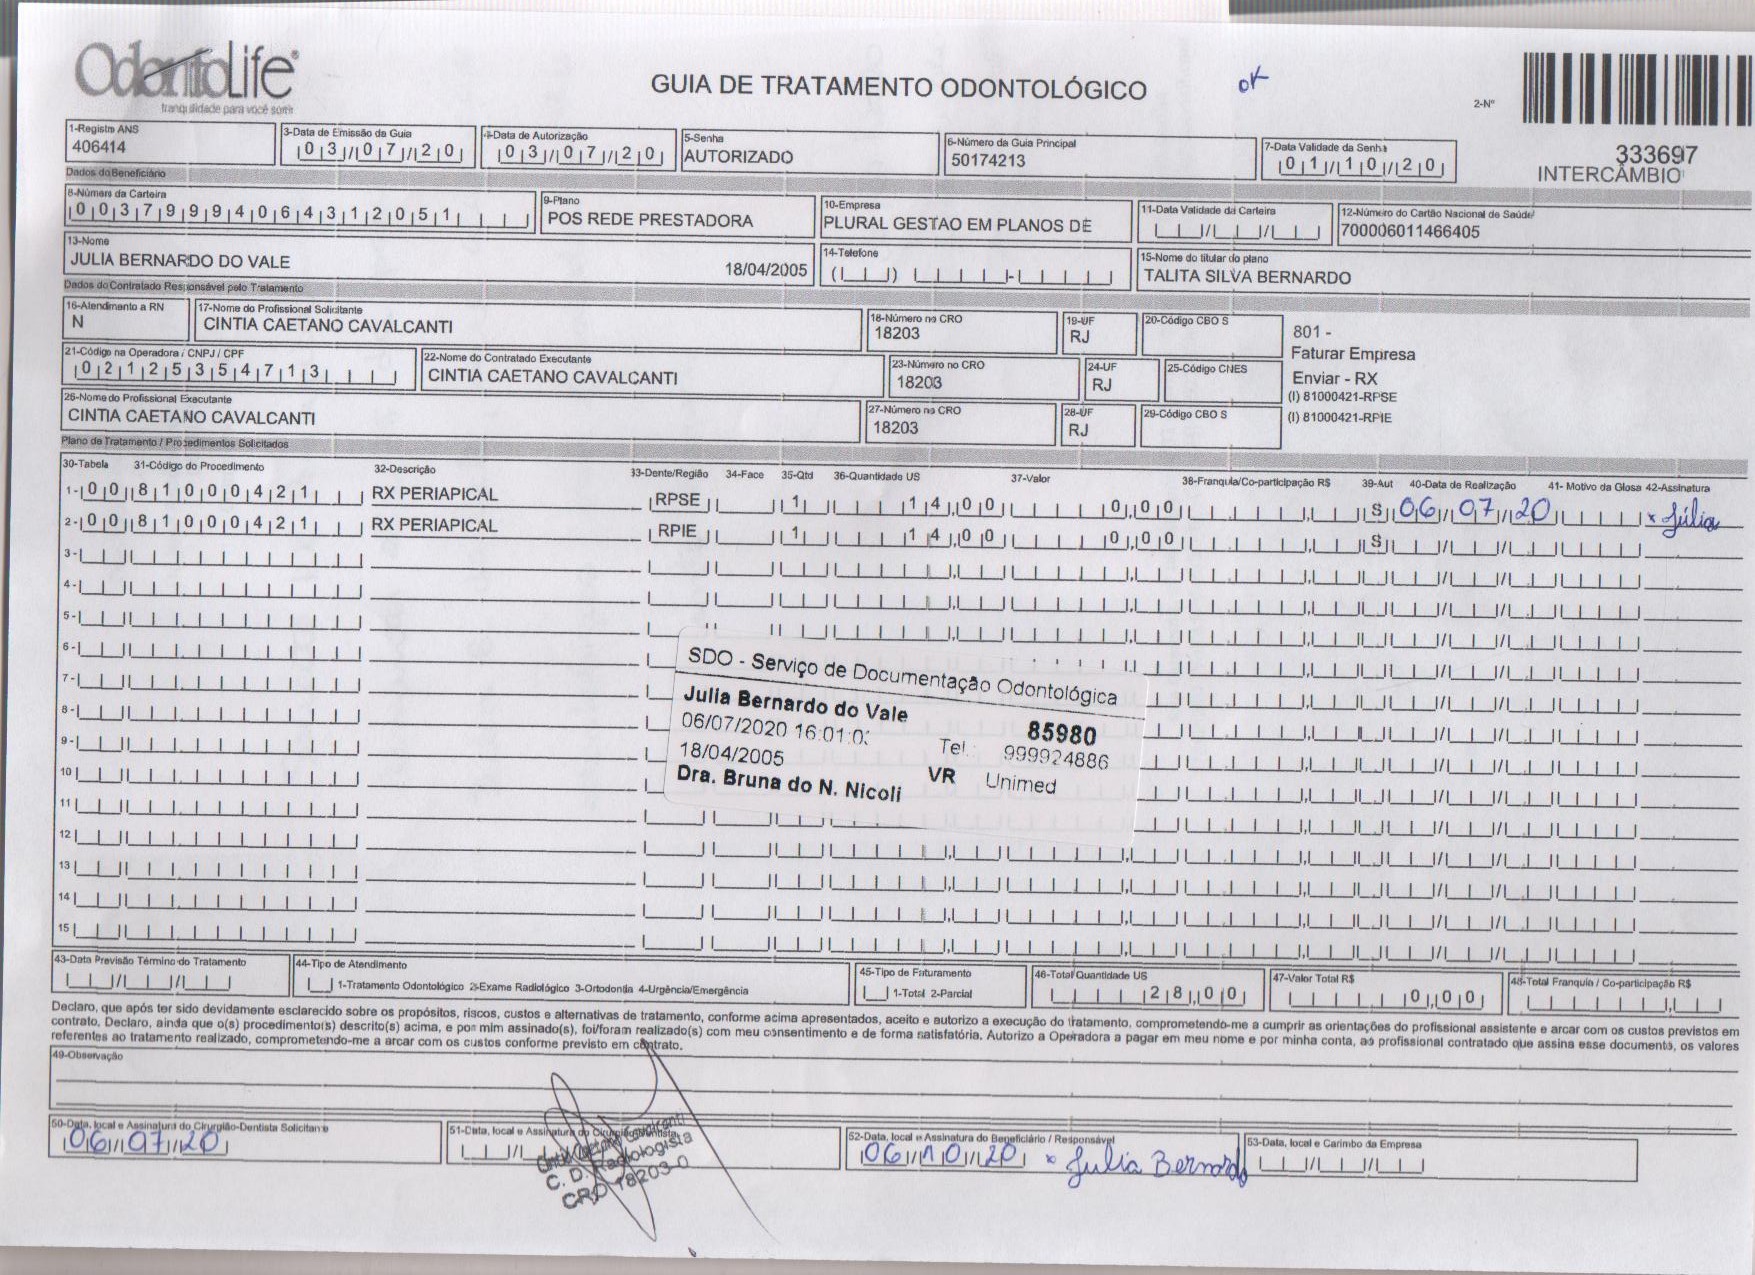 OdontoLife®
tranquilidade para você sorrir
GUIA DE TRATAMENTO ODONTOLÓGICO
ok
2-Nº
333697
INTERCÂMBIO
1-Registro ANS
406414
3-Data de Emissão da Guia
03/07/20
4-Data de Autorização
03/07/20
5-Senha
AUTORIZADO
6-Número da Guia Principal
50174213
7-Data Validade da Senha
01/10/20
Dados do Beneficiário
8-Número da Carteira
00379994064312051
9-Plano
POS REDE PRESTADORA
10-Empresa
PLURAL GESTAO EM PLANOS DE
11-Data Validade da Carteira
12-Número do Cartão Nacional de Saúde
700006011466405
13-Nome
JULIA BERNARDO DO VALE 18/04/2005
14-Telefone
15-Nome do titular do plano
TALITA SILVA BERNARDO
Dados do Contratado Responsável pelo Tratamento
16-Atendimento a RN
N
17-Nome do Profissional Solicitante
CINTIA CAETANO CAVALCANTI
18-Número no CRO
18203
19-UF
RJ
20-Código CBO S
801 -
Faturar Empresa
Enviar - RX
(I) 81000421-RPSE
(I) 81000421-RPIE
21-Código na Operadora / CNPJ / CPF
02125354713
22-Nome do Contratado Executante
CINTIA CAETANO CAVALCANTI
23-Número no CRO
18203
24-UF
RJ
25-Código CNES
26-Nome do Profissional Executante
CINTIA CAETANO CAVALCANTI
27-Número no CRO
18203
28-UF
RJ
29-Código CBO S
Plano de Tratamento / Procedimentos Solicitados
30-Tabela 31-Código do Procedimento 32-Descrição 33-Dente/Região 34-Face 35-Qtd 36-Quantidade US 37-Valor 38-Franquia/Co-participação R$ 39-Aut 40-Data de Realização 41- Motivo da Glosa 42-Assinatura
1- 00 81000421 RX PERIAPICAL RPSE 1 14,00 0,00 S 06/07/20 x Júlia
2- 00 81000421 RX PERIAPICAL RPIE 1 14,00 0,00 S
3-
4-
5-
6-
7-
8-
9-
10
11
12
13
14
15
SDO - Serviço de Documentação Odontológica
Julia Bernardo do Vale 85980
06/07/2020 16:01:0 Tel.: 999924886
18/04/2005 VR Unimed
Dra. Bruna do N. Nicoli
43-Data Previsão Término do Tratamento
44-Tipo de Atendimento
1-Tratamento Odontológico 2-Exame Radiológico 3-Ortodontia 4-Urgência/Emergência
45-Tipo de Faturamento
1-Total 2-Parcial
46-Total Quantidade US
28,00
47-Valor Total R$
0,00
48-Total Franquia / Co-participação R$
Declaro, que após ter sido devidamente esclarecido sobre os propósitos, riscos, custos e alternativas de tratamento, conforme acima apresentados, aceito e autorizo a execução do tratamento, comprometendo-me a cumprir as orientações do profissional assistente e arcar com os custos previstos em
contrato. Declaro, ainda que o(s) procedimento(s) descrito(s) acima, e por mim assinado(s), foi/foram realizado(s) com meu consentimento e de forma satisfatória. Autorizo a Operadora a pagar em meu nome e por minha conta, ao profissional contratado que assina esse documento, os valores
referentes ao tratamento realizado, comprometendo-me a arcar com os custos conforme previsto em contrato.
49-Observação
50-Data, local e Assinatura do Cirurgião-Dentista Solicitante
06/07/20
51-Data, local e Assinatura do Cirurgião-Dentista
Cintia Caetano Cavalcanti
C. D. Radiologista
CRO 18203-0
52-Data, local e Assinatura do Beneficiário / Responsável
06/10/20 x Julia Bernardo
53-Data, local e Carimbo da Empresa